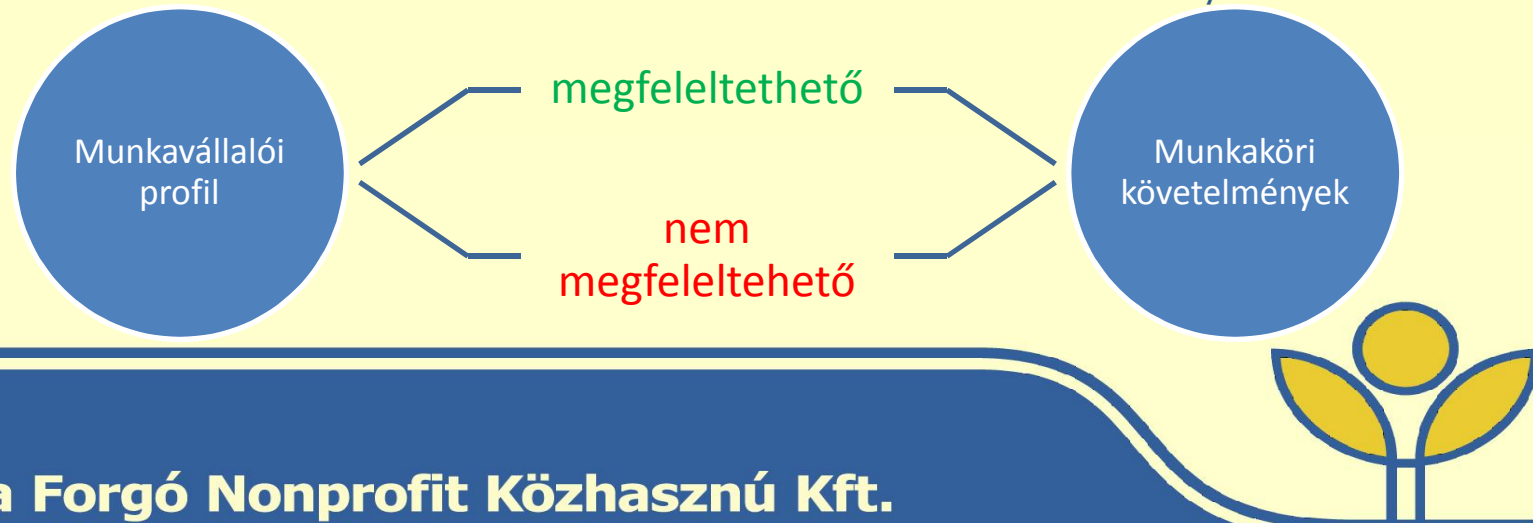 Munkavállalói
profil
megfeleltethető
nem
megfeleltehető
Munkaköri
követelmények
a Forgó Nonprofit Közhasznú Kft.